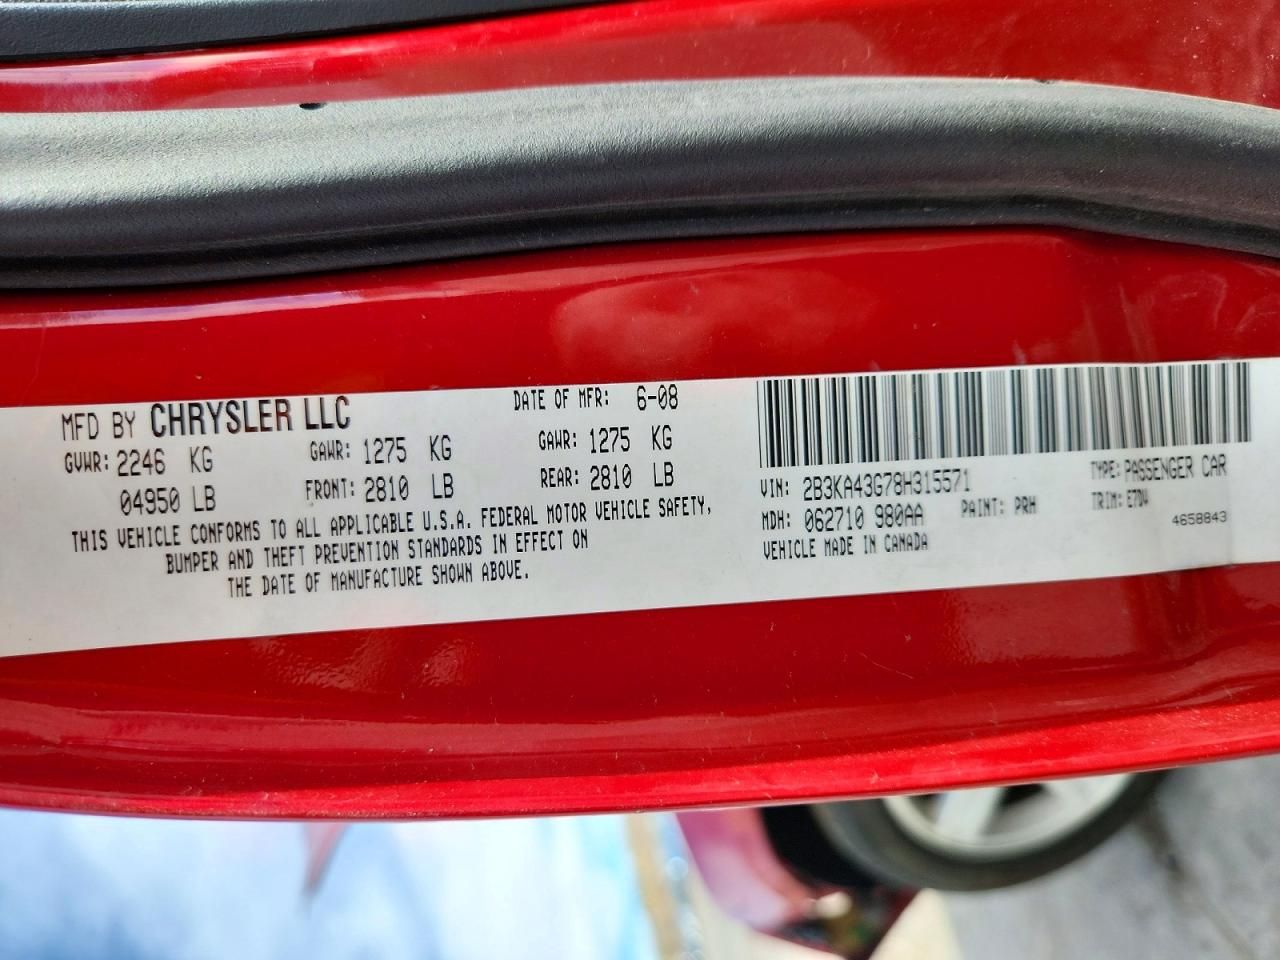 MFD BY CHRYSLER LLC
DATE OF MFR: 6-08
GVWR: 2246 KG
04950 LB
GAWR: 1275 KG
FRONT: 2810 LB
GAWR: 1275 KG
REAR: 2810 LB
THIS VEHICLE CONFORMS TO ALL APPLICABLE U.S.A. FEDERAL MOTOR VEHICLE SAFETY,
BUMPER AND THEFT PREVENTION STANDARDS IN EFFECT ON
THE DATE OF MANUFACTURE SHOWN ABOVE.
VIN: 2B3KA43G78H315571
TYPE: PASSENGER CAR
MDH: 062710 980AA
PAINT: PRH
TRIM: E7DV
VEHICLE MADE IN CANADA
4658843